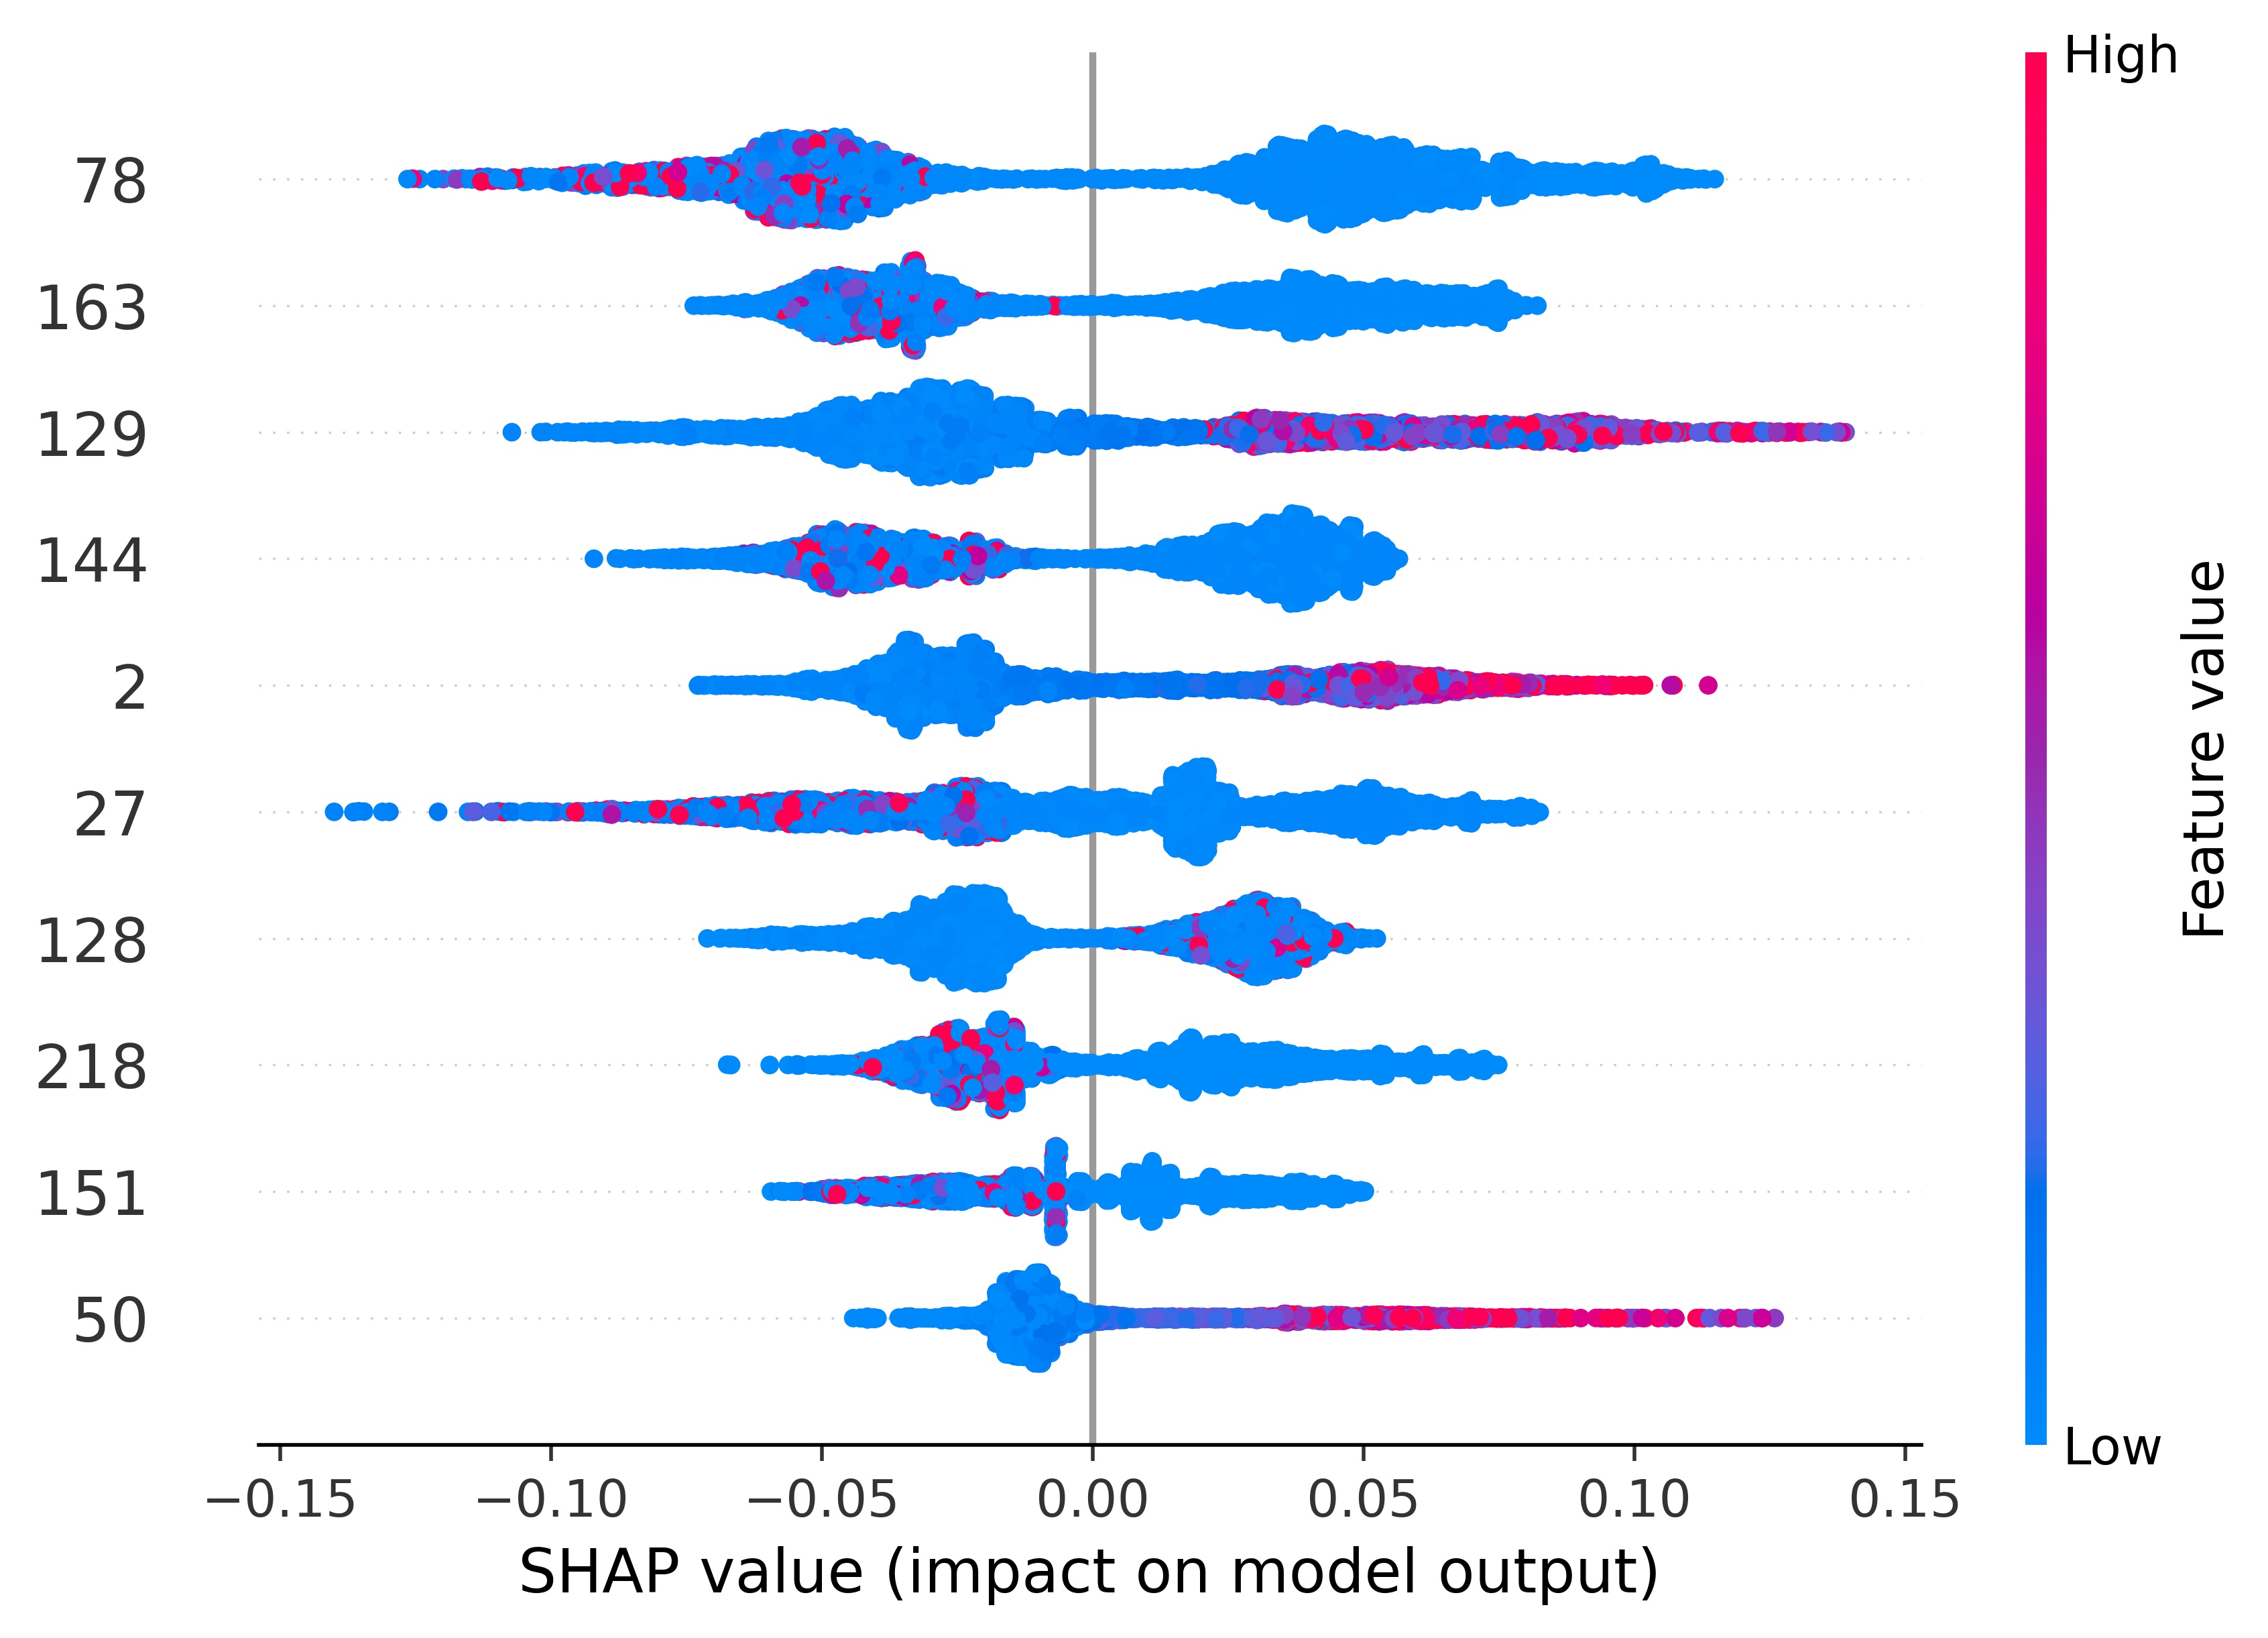 High
78
163
129
144
2
27
128
218
151
50
Low
Feature value
−0.15 −0.10 −0.05 0.00 0.05 0.10 0.15
SHAP value (impact on model output)